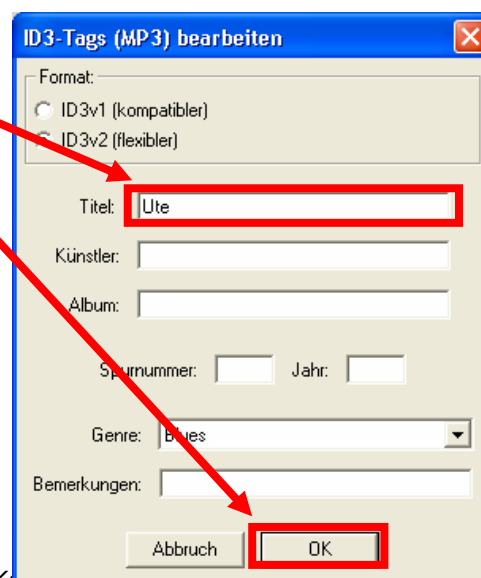 ID3-Tags (MP3) bearbeiten
Format:
ID3v1 (kompatibler)
ID3v2 (flexibler)
Titel: Ute
Künstler:
Album:
Spurnummer: Jahr:
Genre: Blues
Bemerkungen:
Abbruch OK